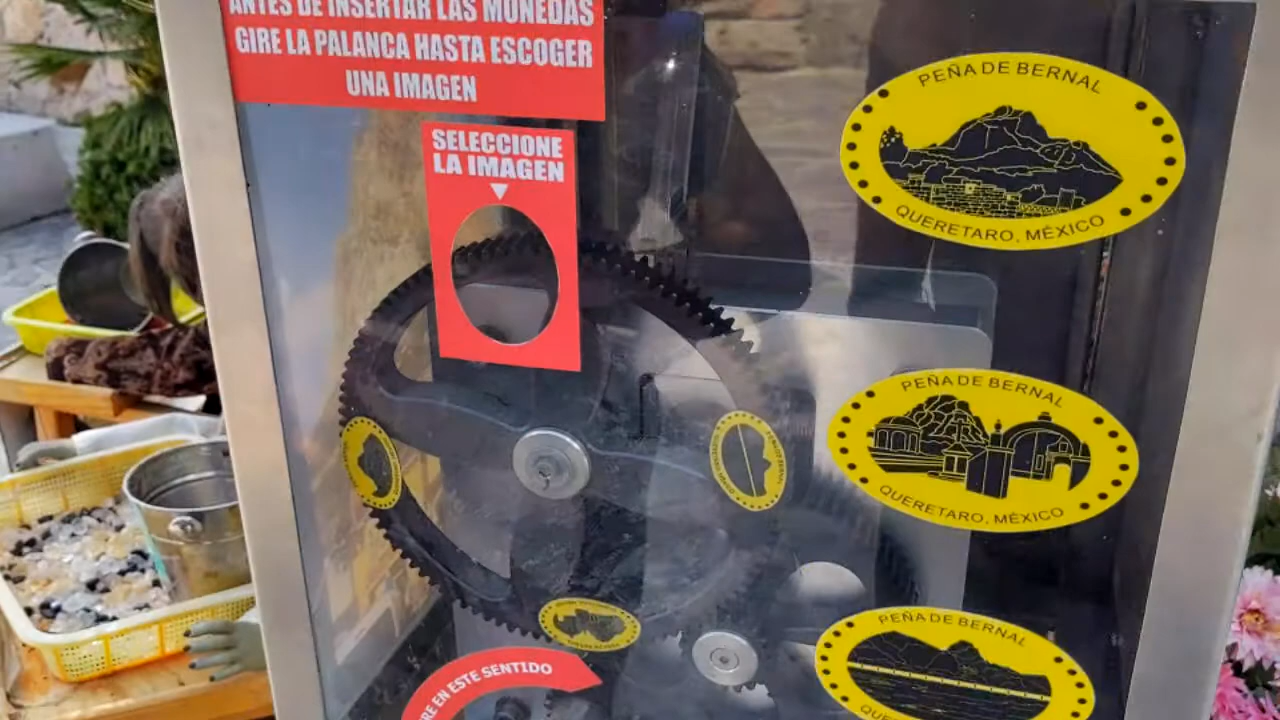 ANTES DE INSERTAR LAS MONEDAS
GIRE LA PALANCA HASTA ESCOGER
UNA IMAGEN
SELECCIONE
LA IMAGEN
PEÑA DE BERNAL
QUERETARO, MÉXICO
PEÑA DE BERNAL
QUERETARO, MÉXICO
PEÑA DE BERNAL
EN ESTE SENTIDO